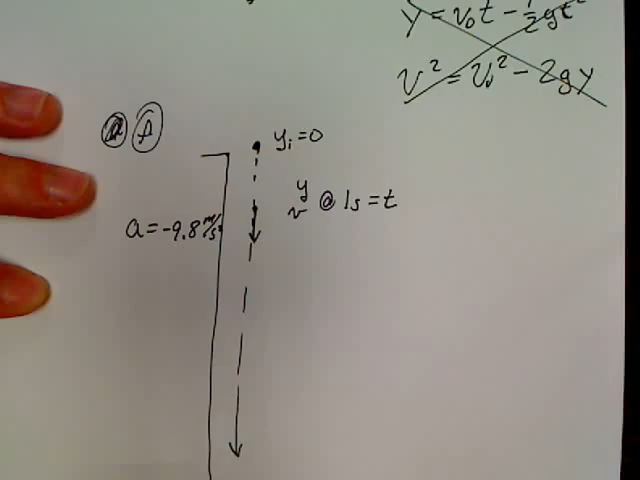 y = v₀t - ½gt²
v² = v₀² - 2gy
A
yᵢ=0
y
v @ 1s = t
a = -9.8 m/s²